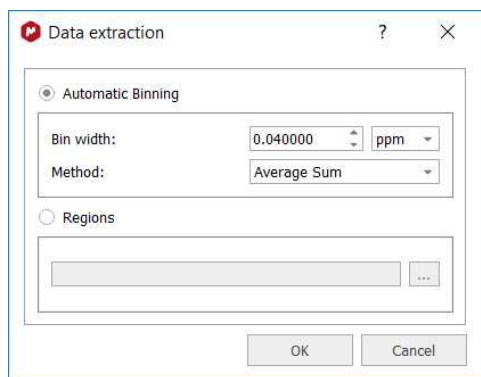 Data extraction ?
Automatic Binning
Bin width: 0.040000 ppm
Method: Average Sum
Regions
...
OK Cancel